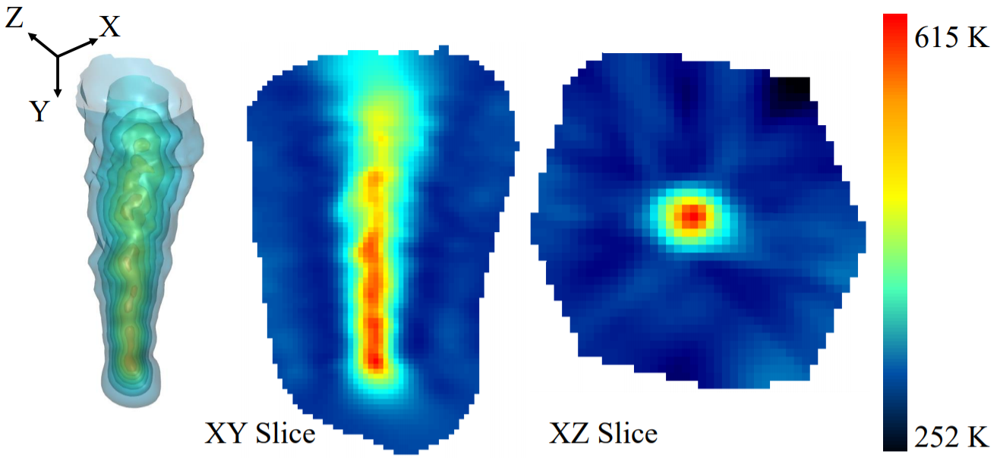 Z
X
Y
615 K
XY Slice
XZ Slice
252 K